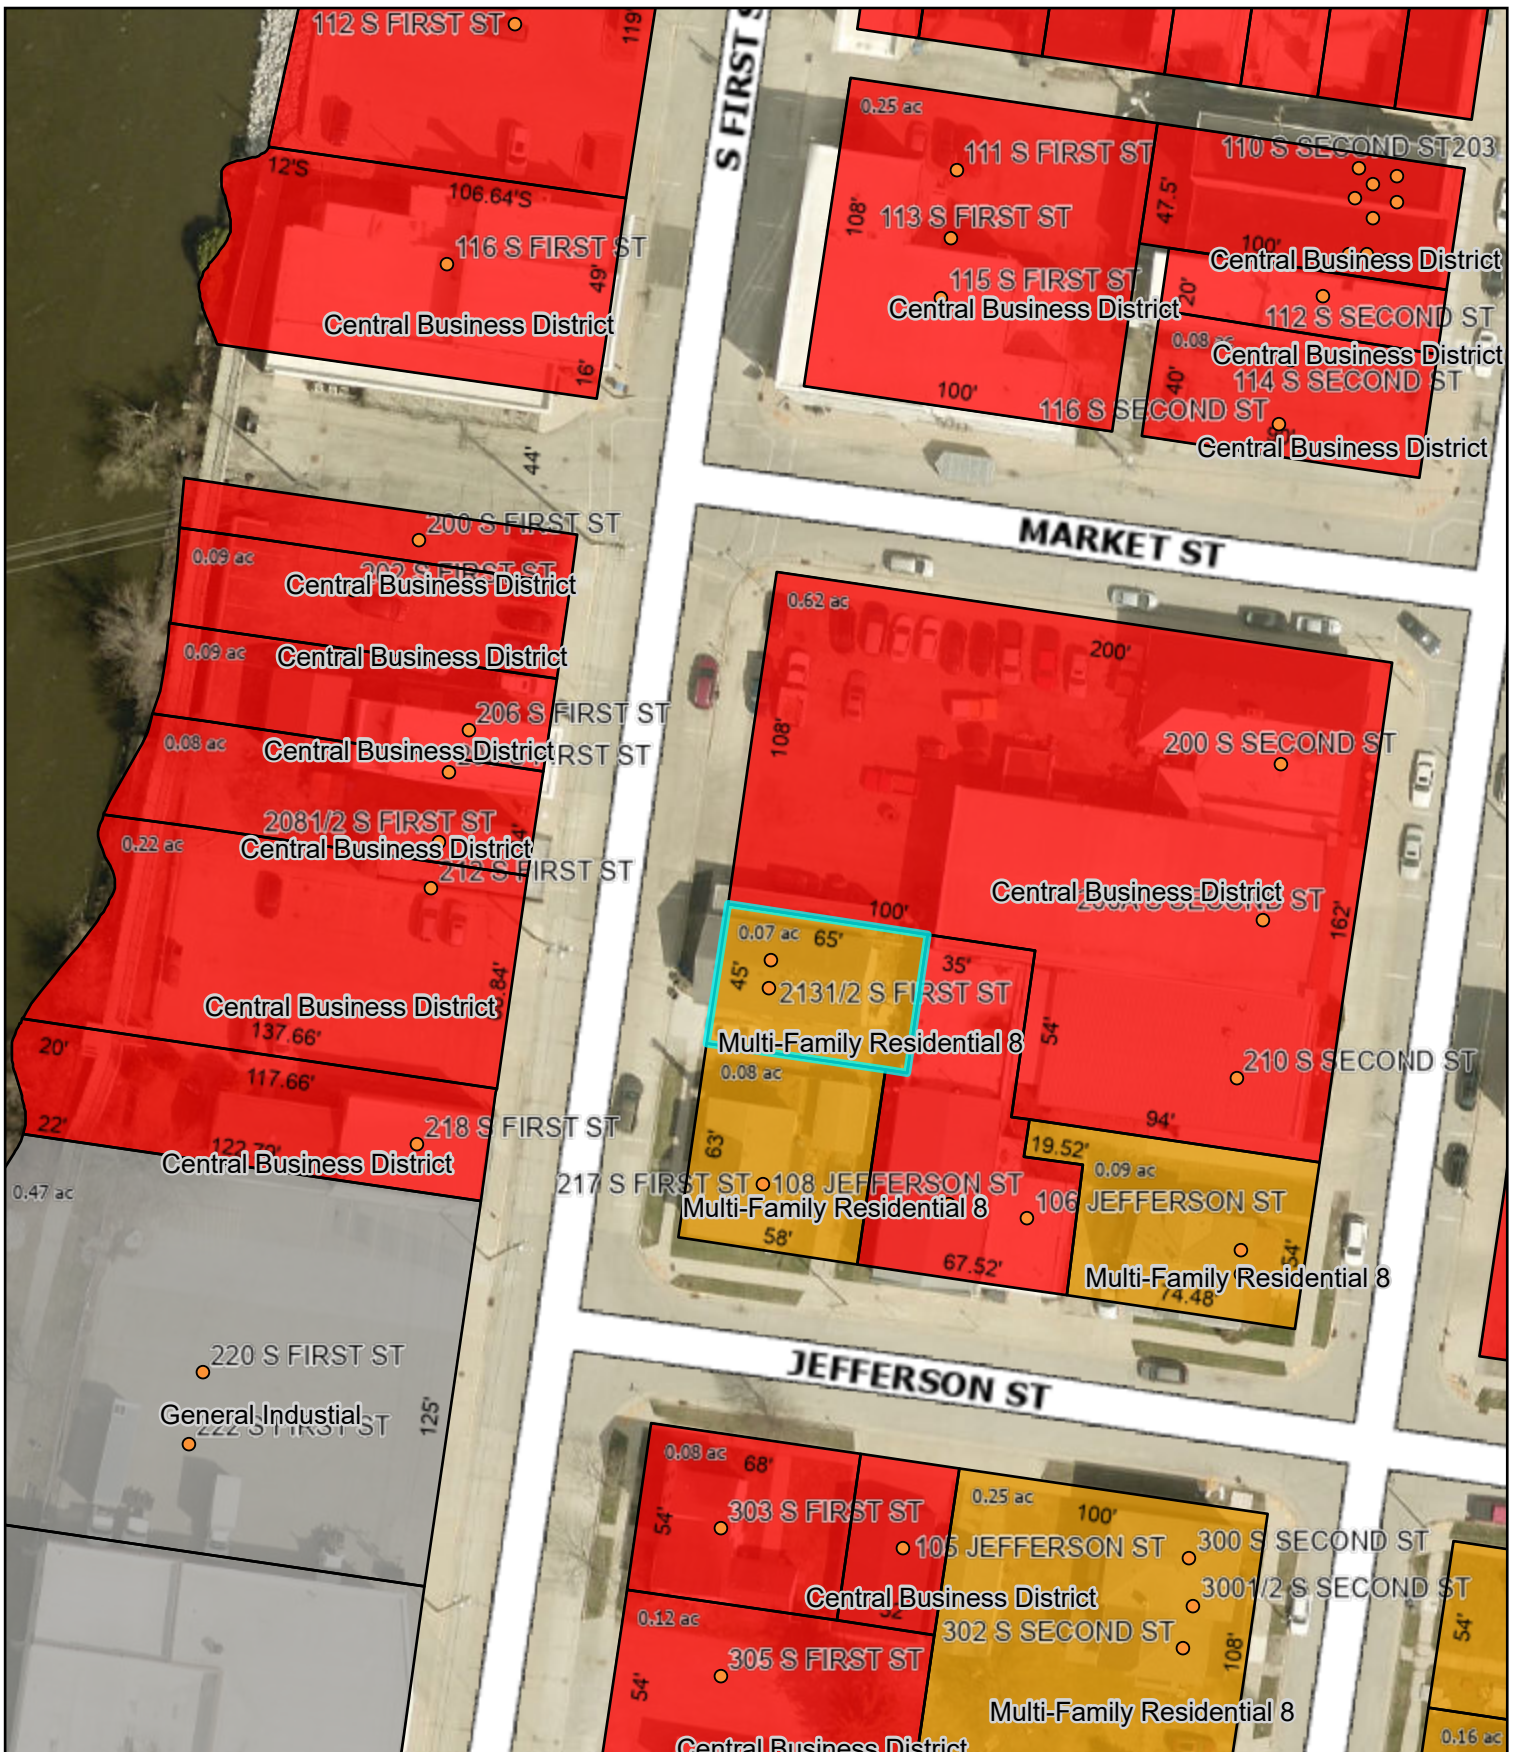 112 S FIRST ST
119'
S FIRST S
0.25 ac
111 S FIRST ST
110 S SECOND ST203
12'S
106.64'S
47.5'
108'
113 S FIRST ST
116 S FIRST ST
49'
100'
Central Business District
115 S FIRST ST
Central Business District
20'
112 S SECOND ST
Central Business District
0.08 ac
Central Business District
16'
40'
114 S SECOND ST
100'
116 S SECOND ST
Central Business District
44'
200 S FIRST ST
MARKET ST
0.09 ac
202 S FIRST ST
Central Business District
0.62 ac
0.09 ac
Central Business District
200'
206 S FIRST ST
108'
0.08 ac
Central Business District
200 S SECOND ST
2081/2 S FIRST ST
0.22 ac
Central Business District
212 S FIRST ST
Central Business District
100'
162'
0.07 ac
65'
45'
35'
2131/2 S FIRST ST
Central Business District
137.66'
54'
20'
Multi-Family Residential 8
0.08 ac
210 S SECOND ST
117.66'
22'
218 S FIRST ST
94'
63'
19.52'
Central Business District
0.09 ac
0.47 ac
217 S FIRST ST
108 JEFFERSON ST
106 JEFFERSON ST
Multi-Family Residential 8
58'
67.52'
54'
Multi-Family Residential 8
74.48
220 S FIRST ST
JEFFERSON ST
General Industial
222 S FIRST ST
125'
0.08 ac
68'
0.25 ac
100'
54'
303 S FIRST ST
105 JEFFERSON ST
300 S SECOND ST
Central Business District
3001/2 S SECOND ST
0.12 ac
302 S SECOND ST
54'
108'
305 S FIRST ST
54'
Multi-Family Residential 8
0.16 ac
Central Business District